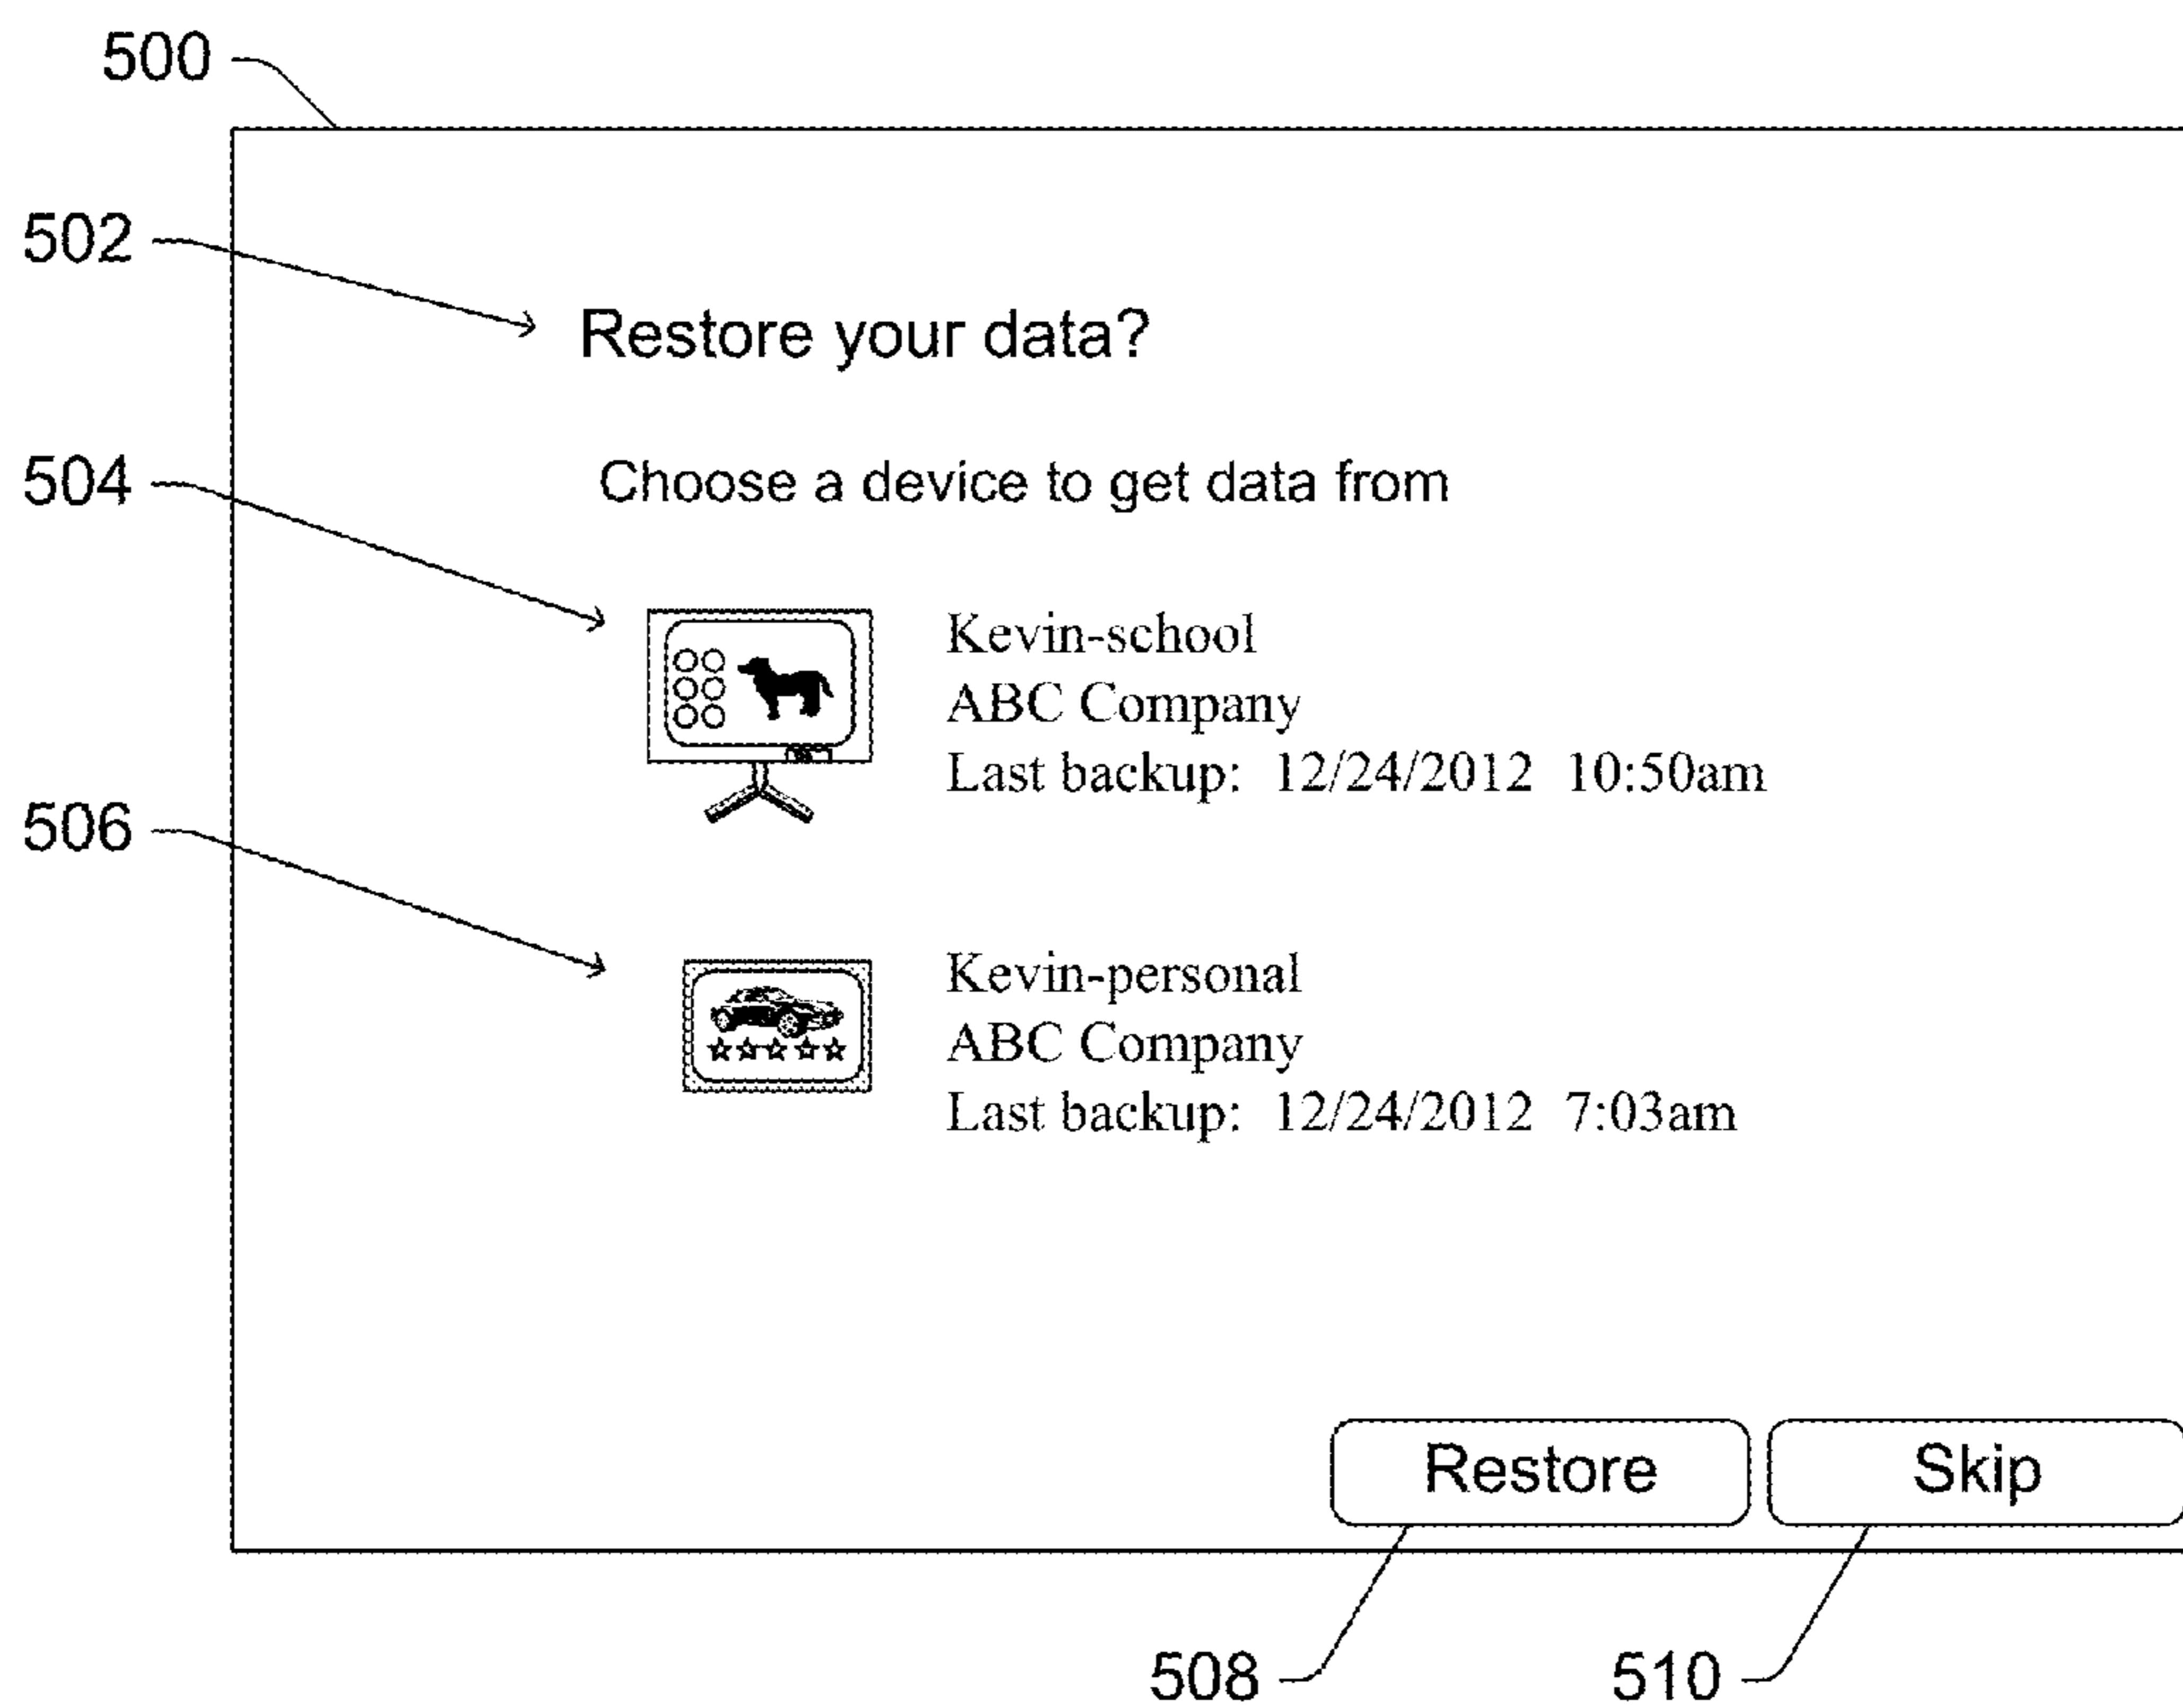 500
502
Restore your data?
504
Choose a device to get data from
Kevin-school
ABC Company
Last backup: 12/24/2012 10:50am
506
Kevin-personal
ABC Company
Last backup: 12/24/2012 7:03am
Restore
Skip
508
510